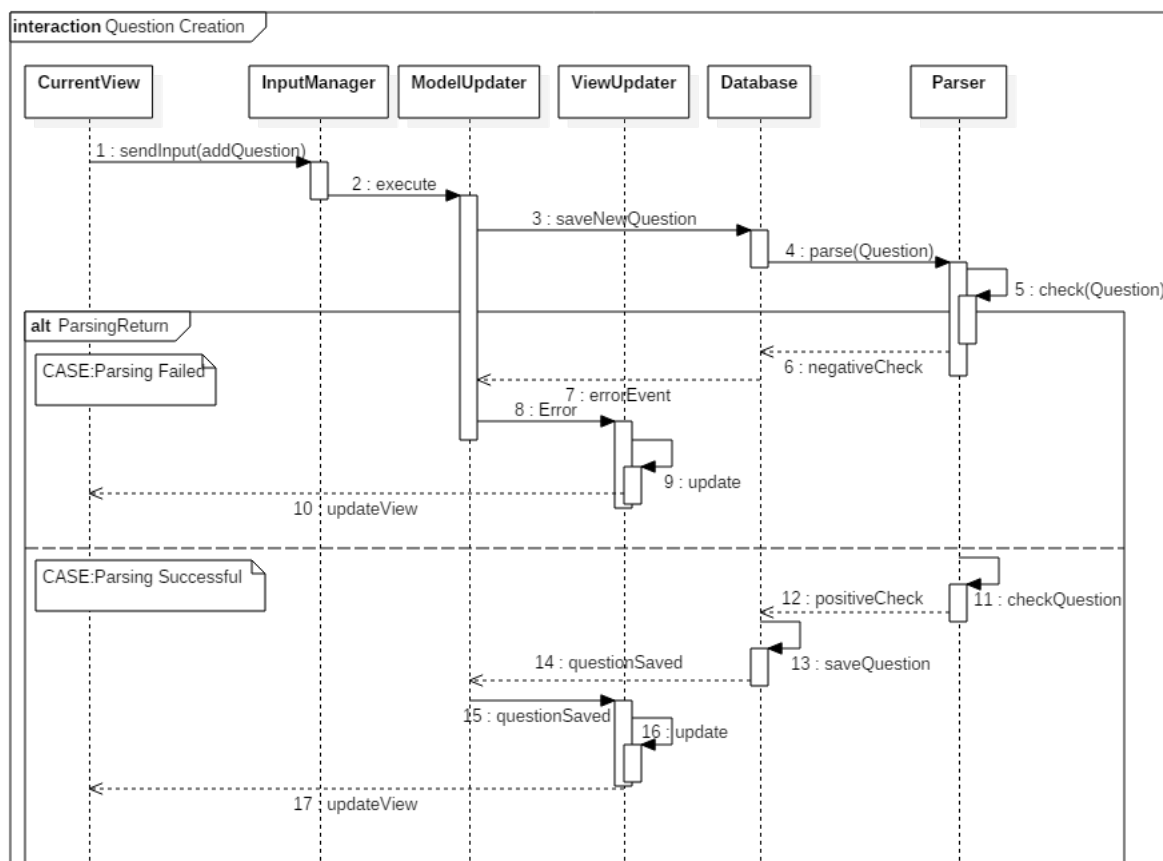 interaction Question Creation
CurrentView
InputManager
ModelUpdater
ViewUpdater
Database
Parser
1 : sendInput(addQuestion)
2 : execute
3 : saveNewQuestion
4 : parse(Question)
5 : check(Question)
alt ParsingReturn
CASE:Parsing Failed
6 : negativeCheck
7 : errorEvent
8 : Error
9 : update
10 : updateView
CASE:Parsing Successful
11 : checkQuestion
12 : positiveCheck
13 : saveQuestion
14 : questionSaved
15 : questionSaved
16 : update
17 : updateView